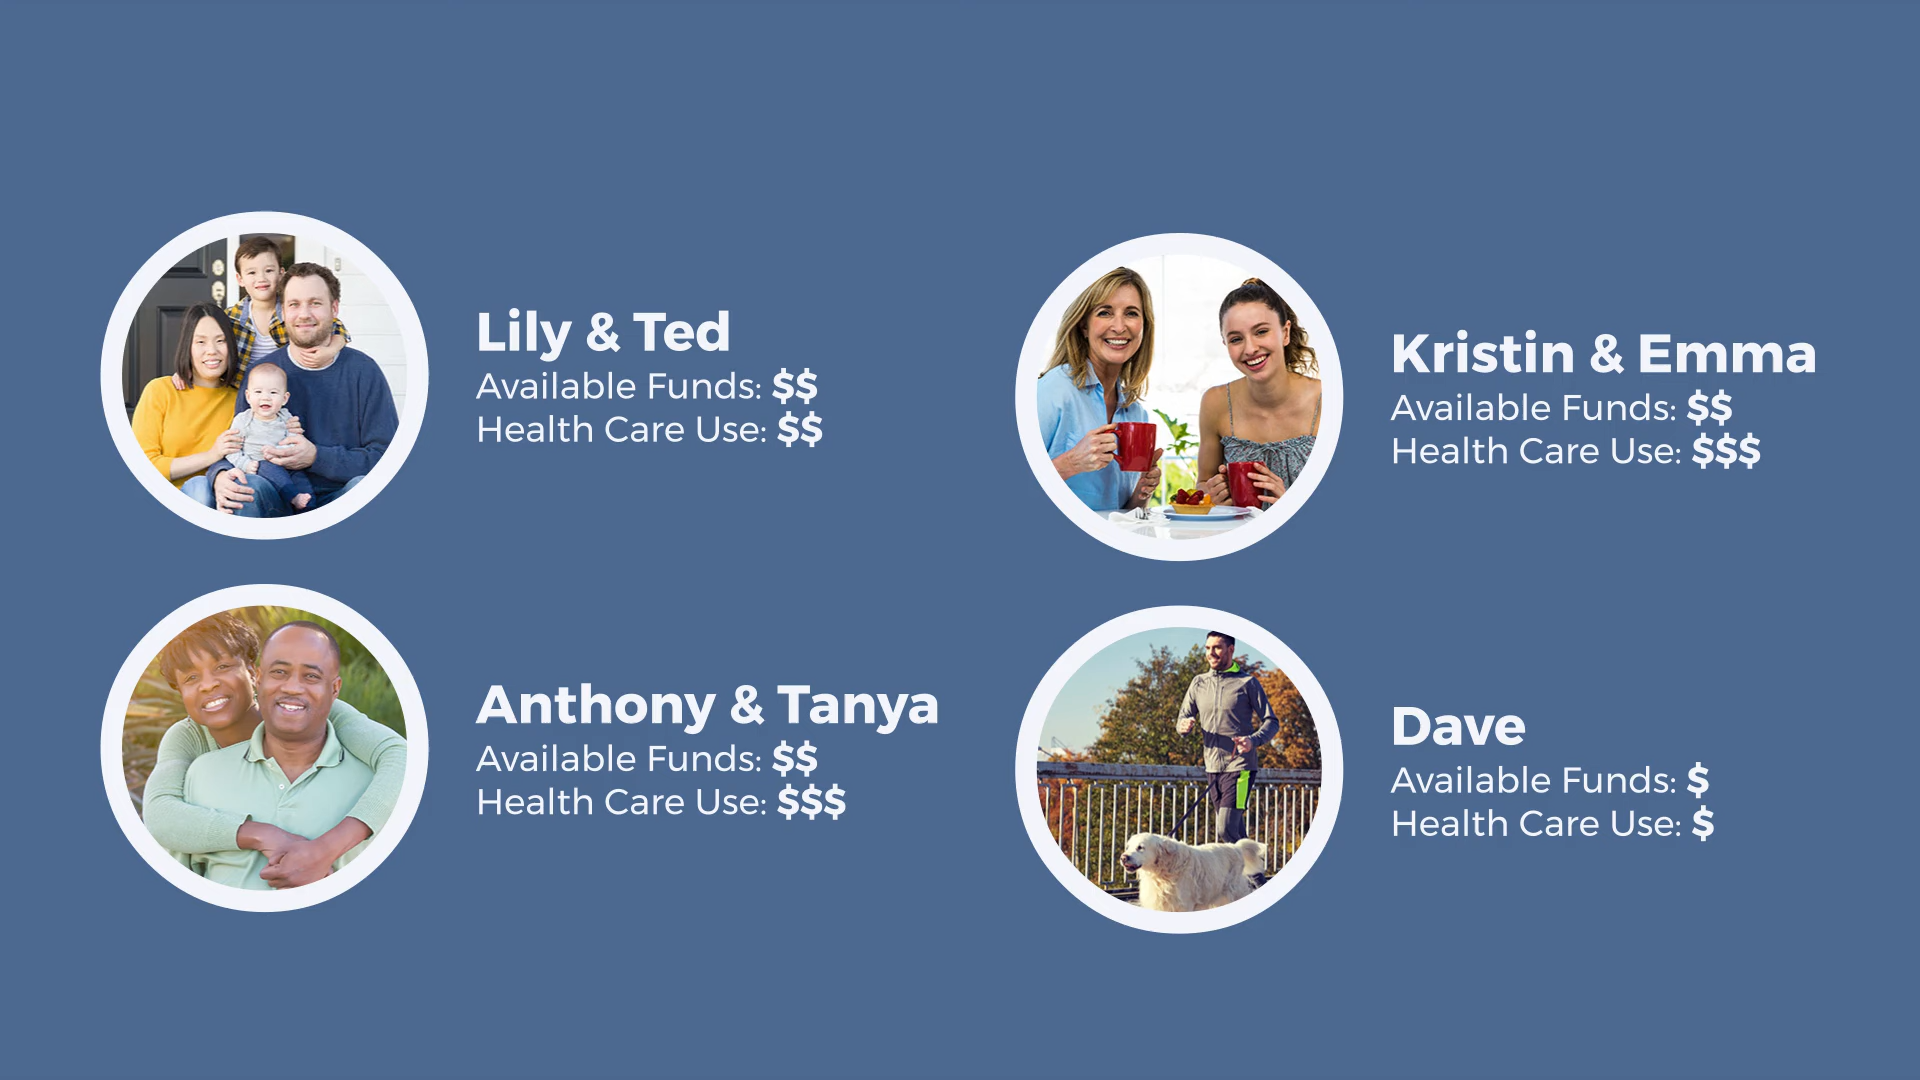 Lily & Ted
Available Funds: $$
Health Care Use: $$
Kristin & Emma
Available Funds: $$
Health Care Use: $$$
Anthony & Tanya
Available Funds: $$
Health Care Use: $$$
Dave
Available Funds: $
Health Care Use: $